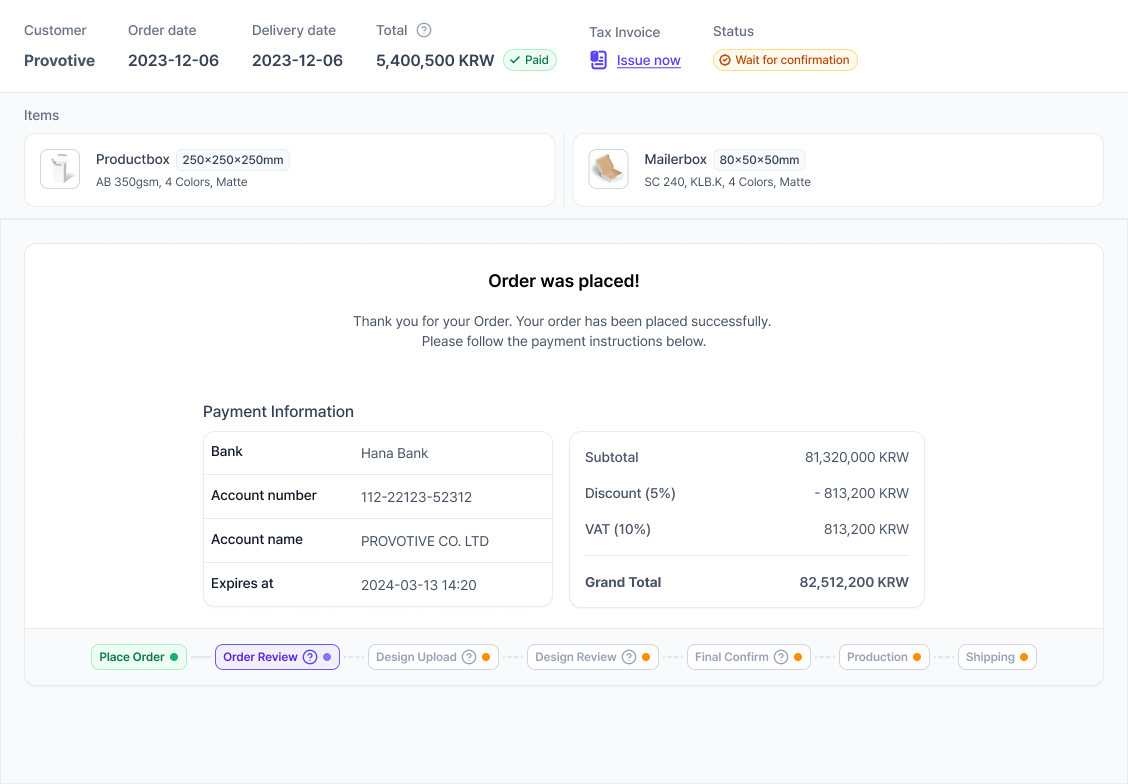 Customer
Order date
Delivery date
Total
Tax Invoice
Status
Provotive
2023-12-06
2023-12-06
5,400,500 KRW
Paid
Issue now
Wait for confirmation
Items
Productbox 250×250×250mm
AB 350gsm, 4 Colors, Matte
Mailerbox 80×50×50mm
SC 240, KLB.K, 4 Colors, Matte
Order was placed!
Thank you for your Order. Your order has been placed successfully.
Please follow the payment instructions below.
Payment Information
Bank Hana Bank
Account number 112-22123-52312
Account name PROVOTIVE CO. LTD
Expires at 2024-03-13 14:20
Subtotal 81,320,000 KRW
Discount (5%) - 813,200 KRW
VAT (10%) 813,200 KRW
Grand Total 82,512,200 KRW
Place Order
Order Review
Design Upload
Design Review
Final Confirm
Production
Shipping